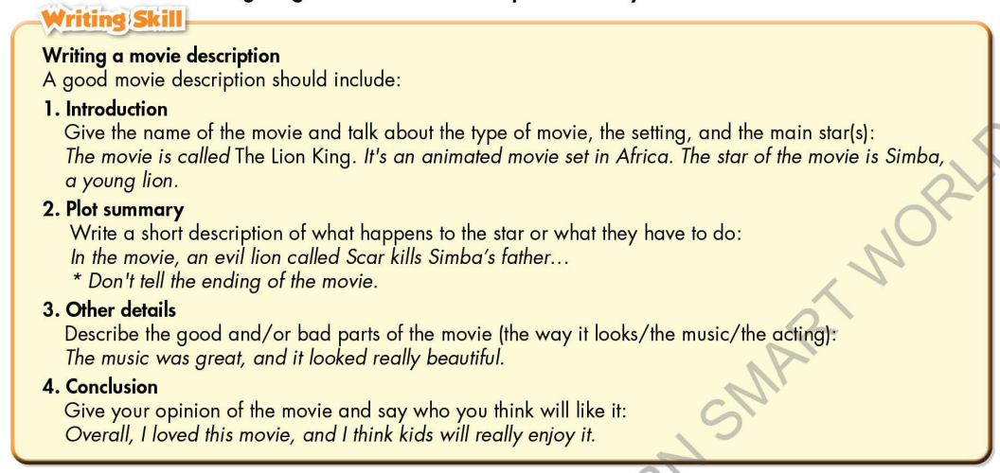 Writing Skill
Writing a movie description
A good movie description should include:
1. Introduction
Give the name of the movie and talk about the type of movie, the setting, and the main star(s):
The movie is called The Lion King. It's an animated movie set in Africa. The star of the movie is Simba,
a young lion.
2. Plot summary
Write a short description of what happens to the star or what they have to do:
In the movie, an evil lion called Scar kills Simba's father...
* Don't tell the ending of the movie.
3. Other details
Describe the good and/or bad parts of the movie (the way it looks/the music/the acting):
The music was great, and it looked really beautiful.
4. Conclusion
Give your opinion of the movie and say who you think will like it:
Overall, I loved this movie, and I think kids will really enjoy it.
SMART WORLD